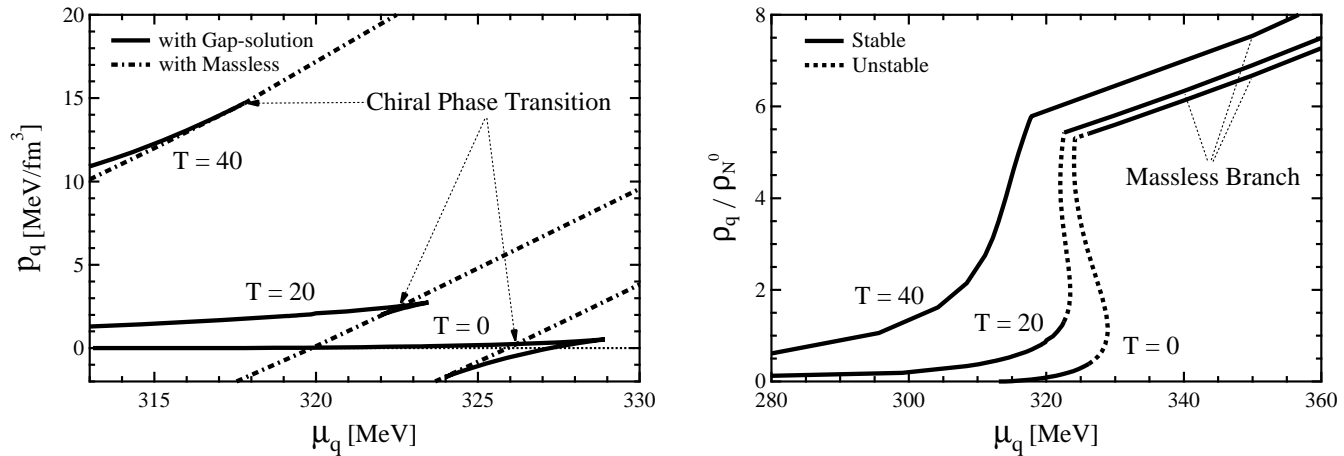 20
15
10
5
0
p_q [MeV/fm^3]
with Gap-solution
with Massless
Chiral Phase Transition
T = 40
T = 20
T = 0
315
320
325
330
μ_q [MeV]
8
6
4
2
0
ρ_q / ρ_N^0
Stable
Unstable
Massless Branch
T = 40
T = 20
T = 0
280
300
320
340
360
μ_q [MeV]